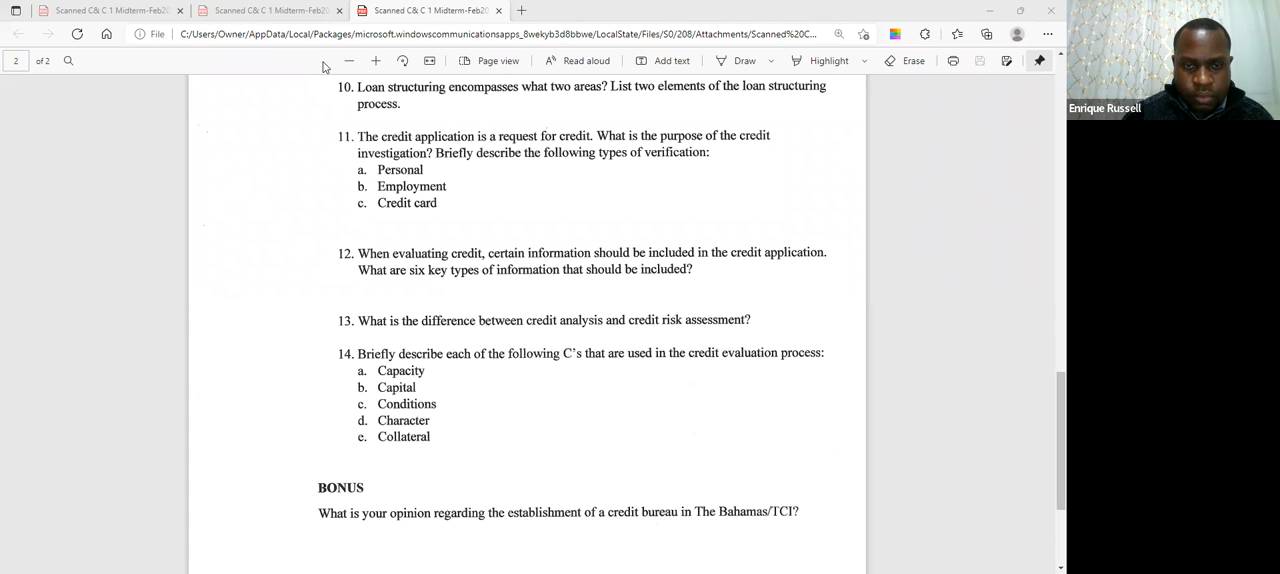 Scanned C& C 1 Midterm-Feb20
Scanned C& C 1 Midterm-Feb20
Scanned C& C 1 Midterm-Feb20
File
C:/Users/Owner/AppData/Local/Packages/microsoft.windowscommunicationsapps_8wekyb3d8bbwe/LocalState/Files/S0/208/Attachments/Scanned%20C...
2
of 2
Page view
Read aloud
Add text
Draw
Highlight
Erase
Enrique Russell
10. Loan structuring encompasses what two areas? List two elements of the loan structuring
process.
11. The credit application is a request for credit. What is the purpose of the credit
investigation? Briefly describe the following types of verification:
a. Personal
b. Employment
c. Credit card
12. When evaluating credit, certain information should be included in the credit application.
What are six key types of information that should be included?
13. What is the difference between credit analysis and credit risk assessment?
14. Briefly describe each of the following C's that are used in the credit evaluation process:
a. Capacity
b. Capital
c. Conditions
d. Character
e. Collateral
BONUS
What is your opinion regarding the establishment of a credit bureau in The Bahamas/TCI?